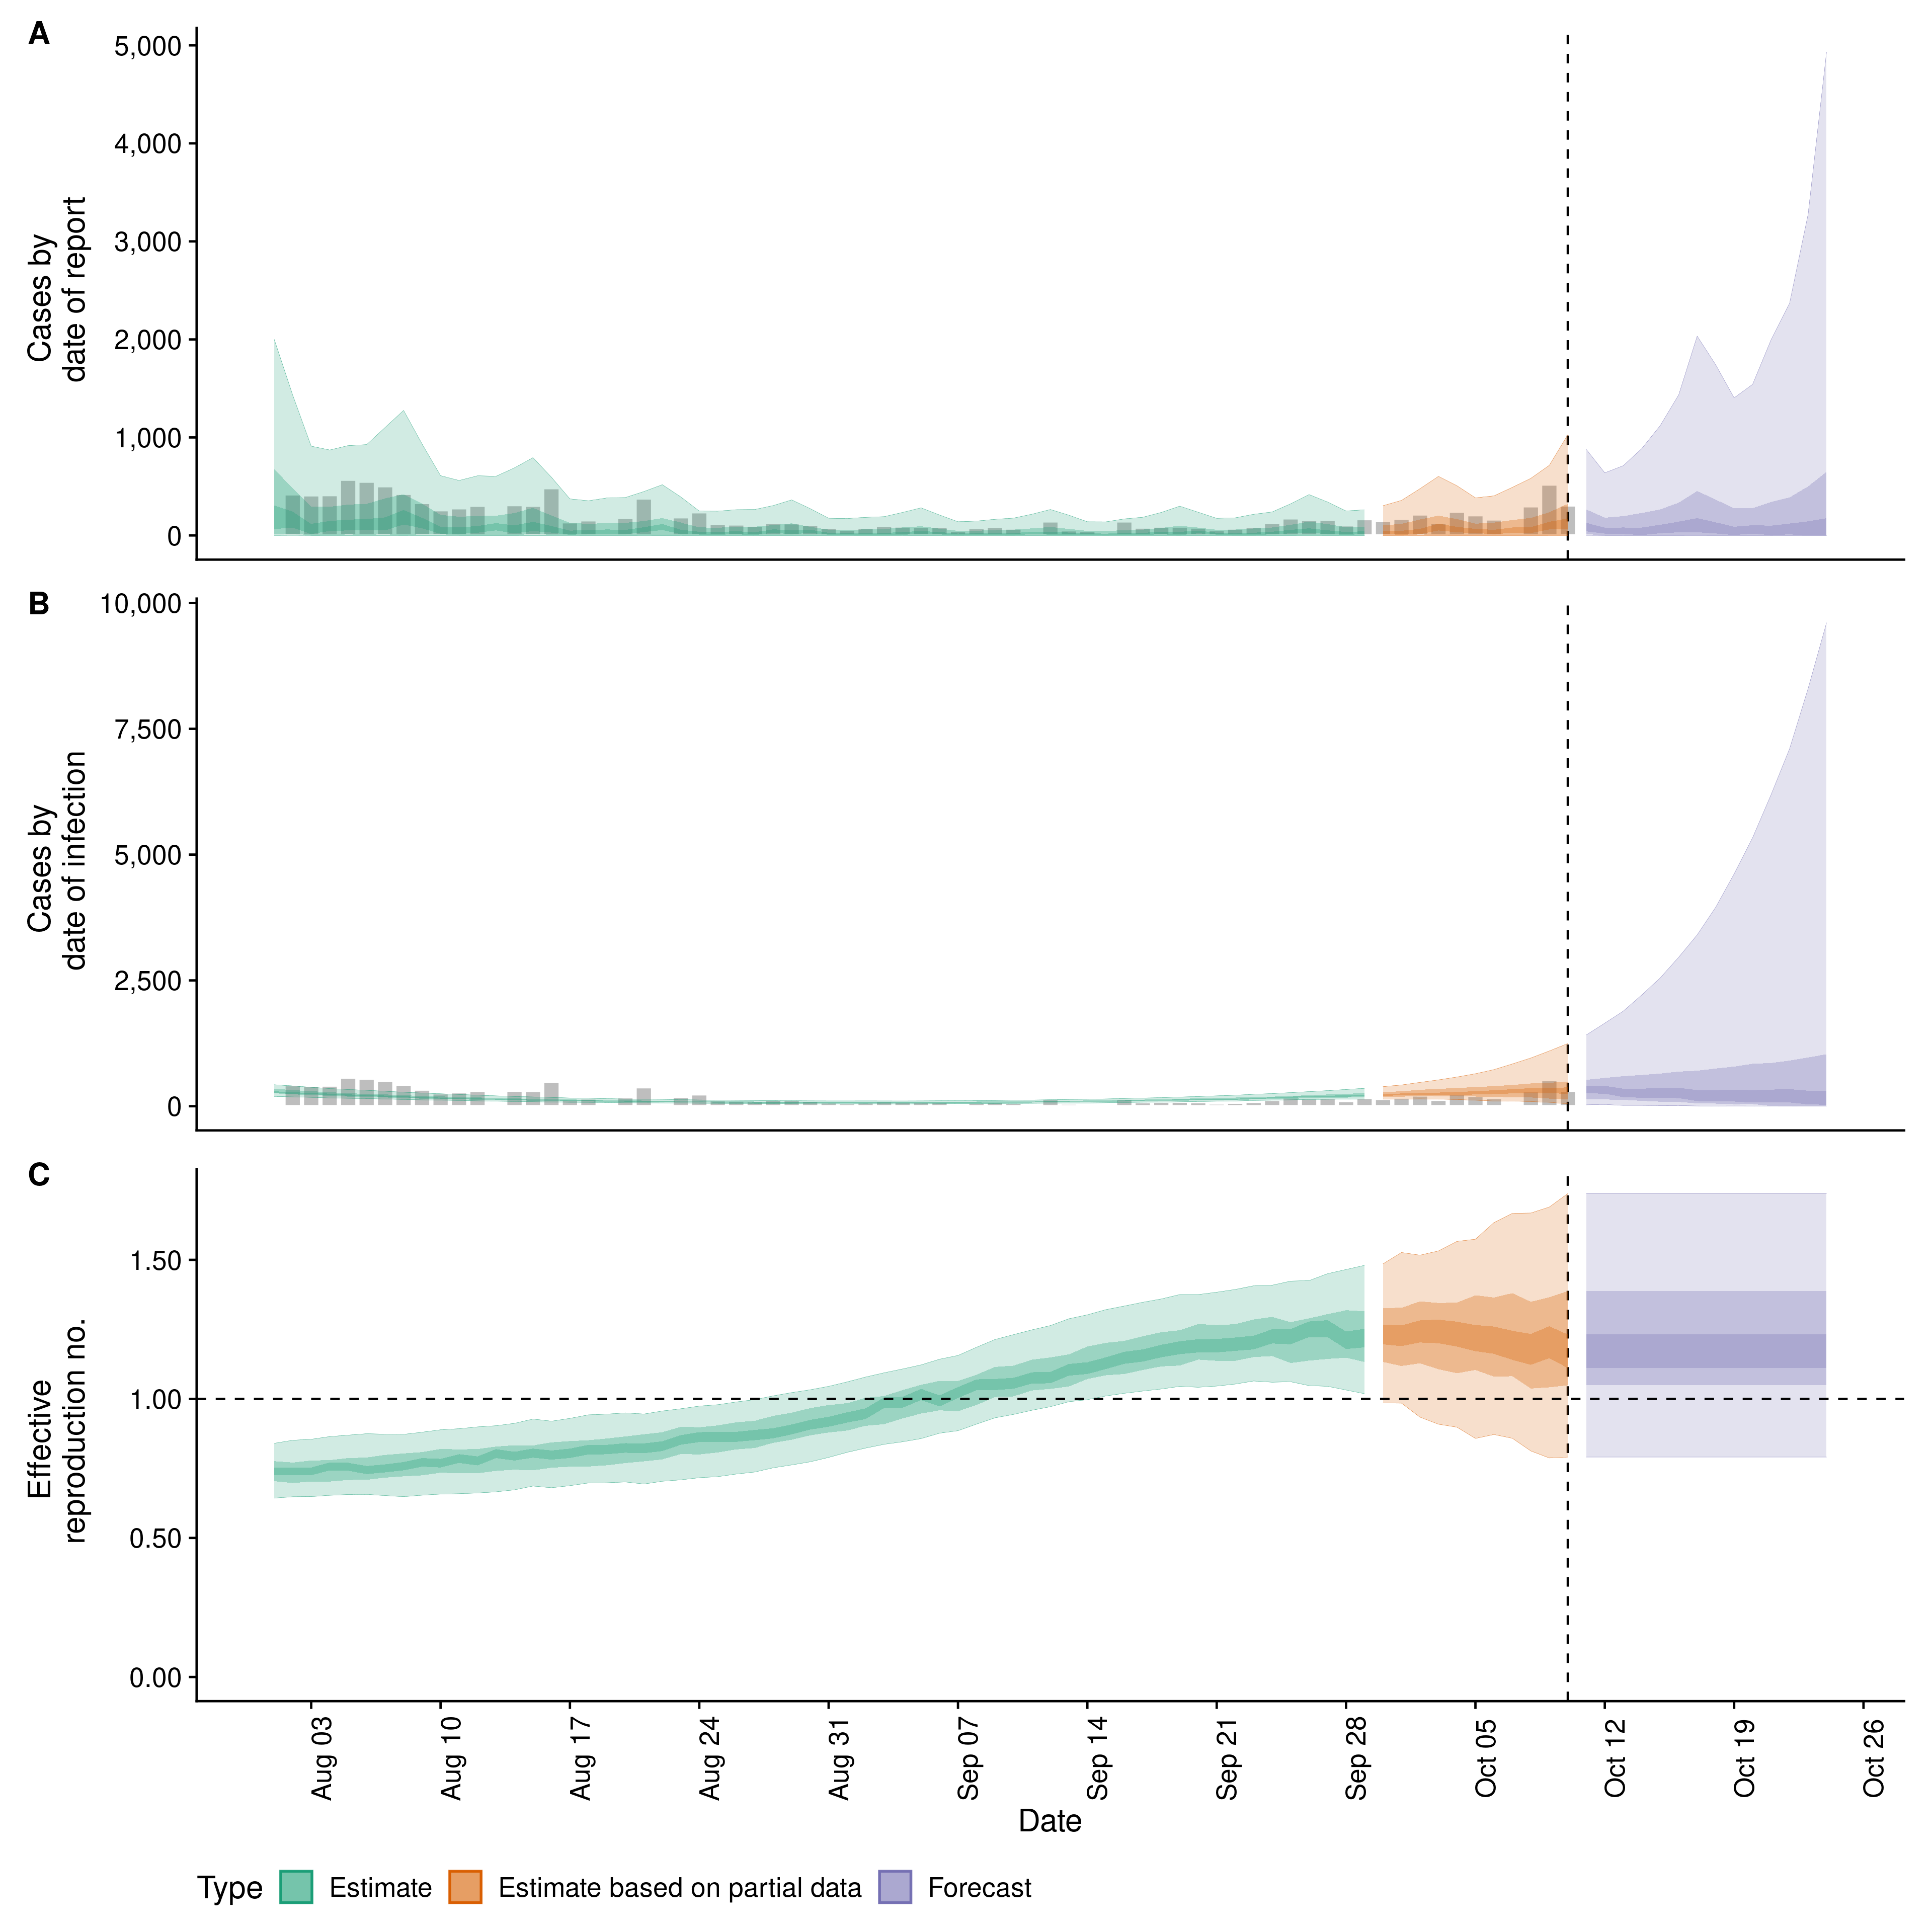 A
Cases by
date of report
5,000
4,000
3,000
2,000
1,000
0
B
Cases by
date of infection
10,000
7,500
5,000
2,500
0
C
Effective
reproduction no.
1.50
1.00
0.50
0.00
Aug 03
Aug 10
Aug 17
Aug 24
Aug 31
Sep 07
Sep 14
Sep 21
Sep 28
Oct 05
Oct 12
Oct 19
Oct 26
Date
Type Estimate Estimate based on partial data Forecast